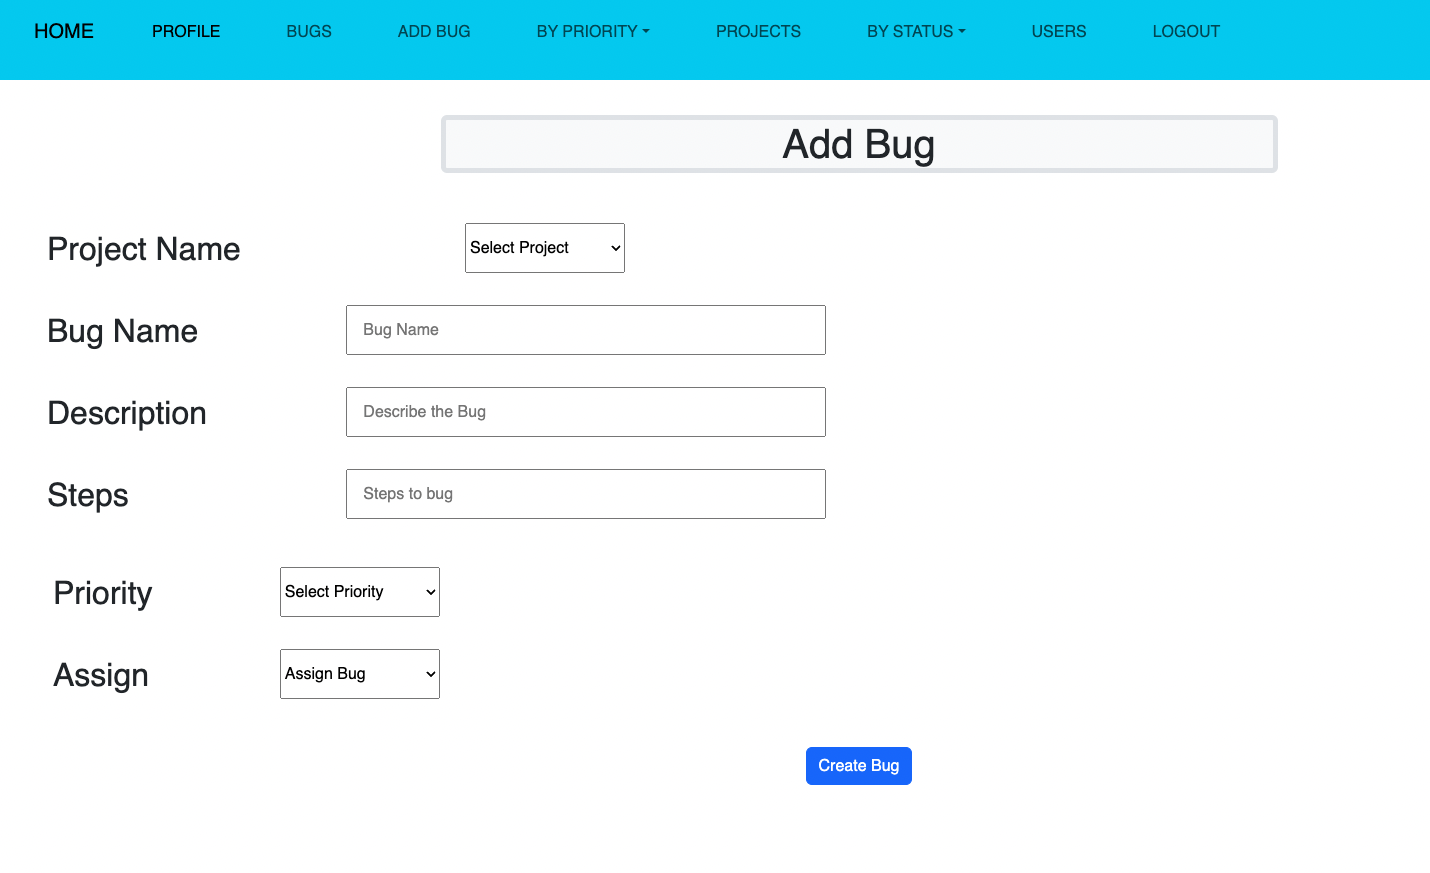 HOME PROFILE BUGS ADD BUG BY PRIORITY PROJECTS BY STATUS USERS LOGOUT
Add Bug
Project Name Select Project
Bug Name Bug Name
Description Describe the Bug
Steps Steps to bug
Priority Select Priority
Assign Assign Bug
Create Bug